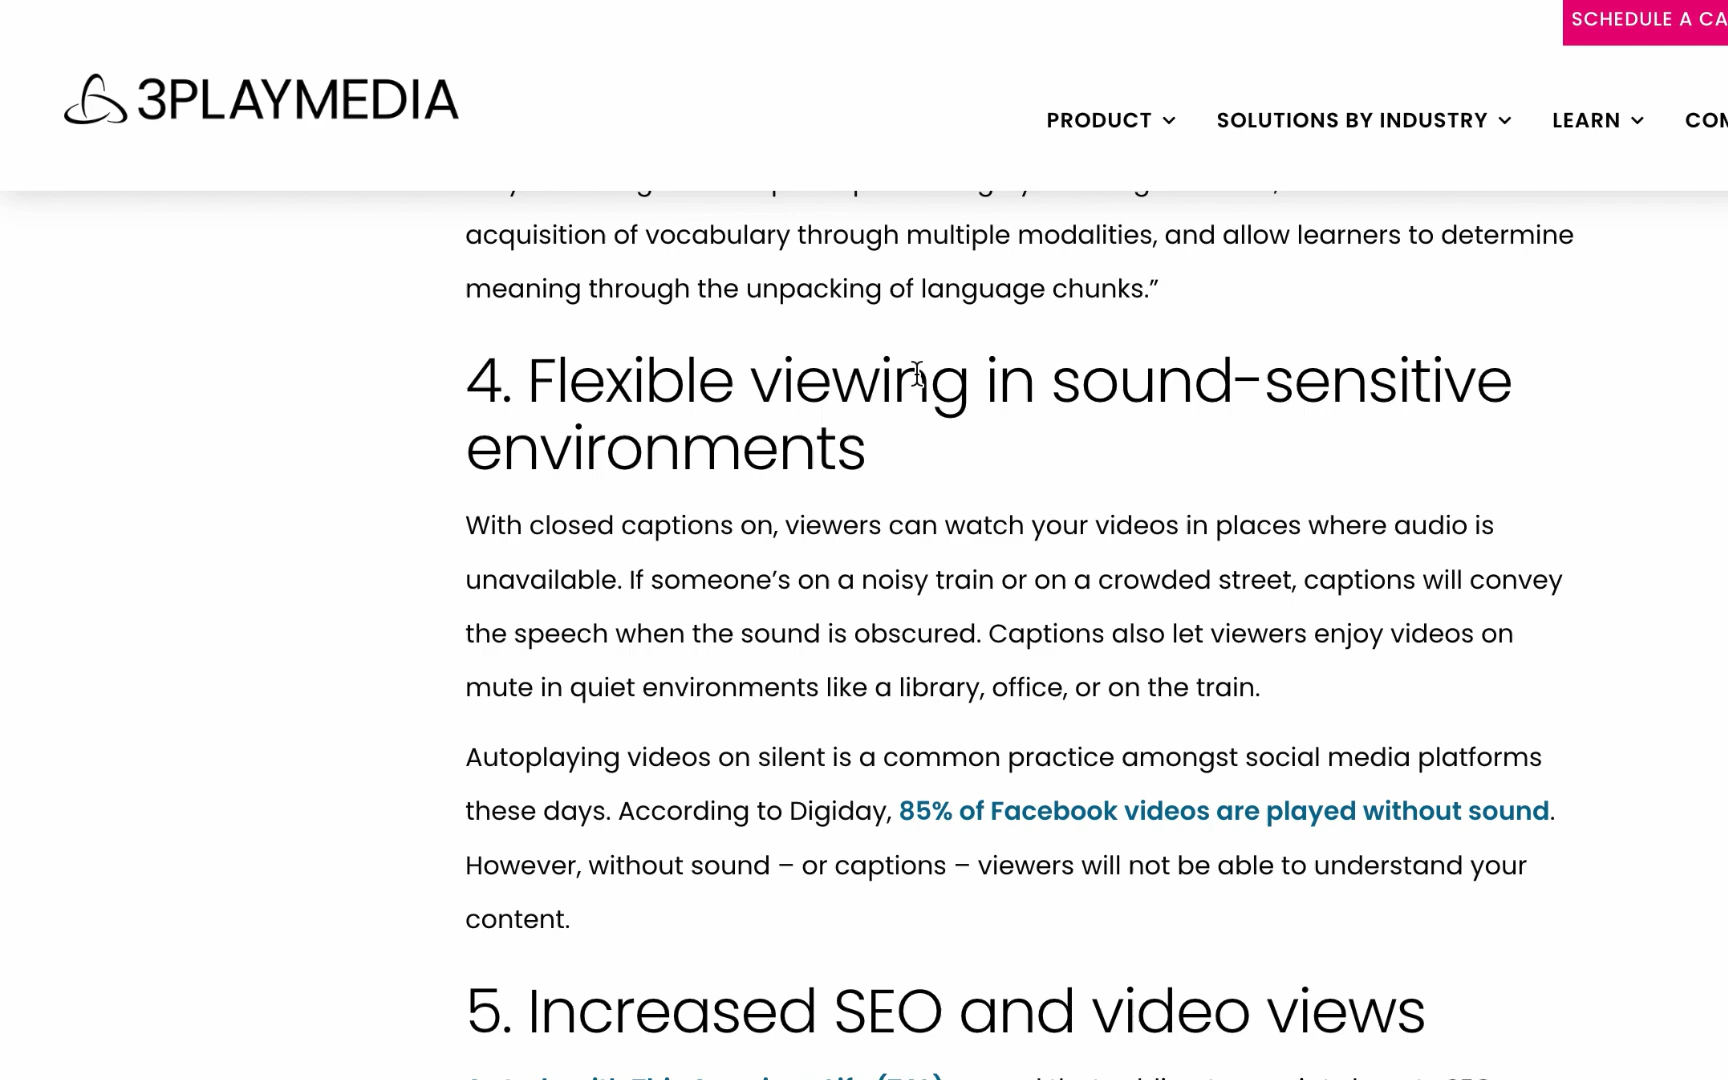 SCHEDULE A CA
3PLAYMEDIA
PRODUCT
SOLUTIONS BY INDUSTRY
LEARN
COM
acquisition of vocabulary through multiple modalities, and allow learners to determine
meaning through the unpacking of language chunks.”
4. Flexible viewing in sound-sensitive
environments
With closed captions on, viewers can watch your videos in places where audio is
unavailable. If someone’s on a noisy train or on a crowded street, captions will convey
the speech when the sound is obscured. Captions also let viewers enjoy videos on
mute in quiet environments like a library, office, or on the train.
Autoplaying videos on silent is a common practice amongst social media platforms
these days. According to Digiday, 85% of Facebook videos are played without sound.
However, without sound – or captions – viewers will not be able to understand your
content.
5. Increased SEO and video views